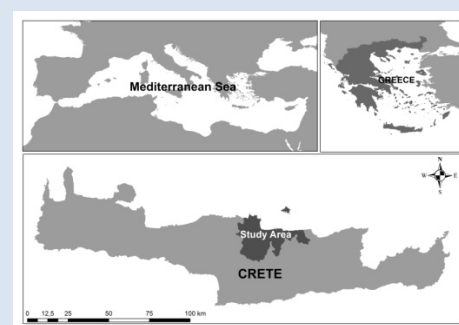 Mediterranean Sea
GREECE
N
W E
S
Study Area
CRETE
0 12,5 25 50 75 100 km